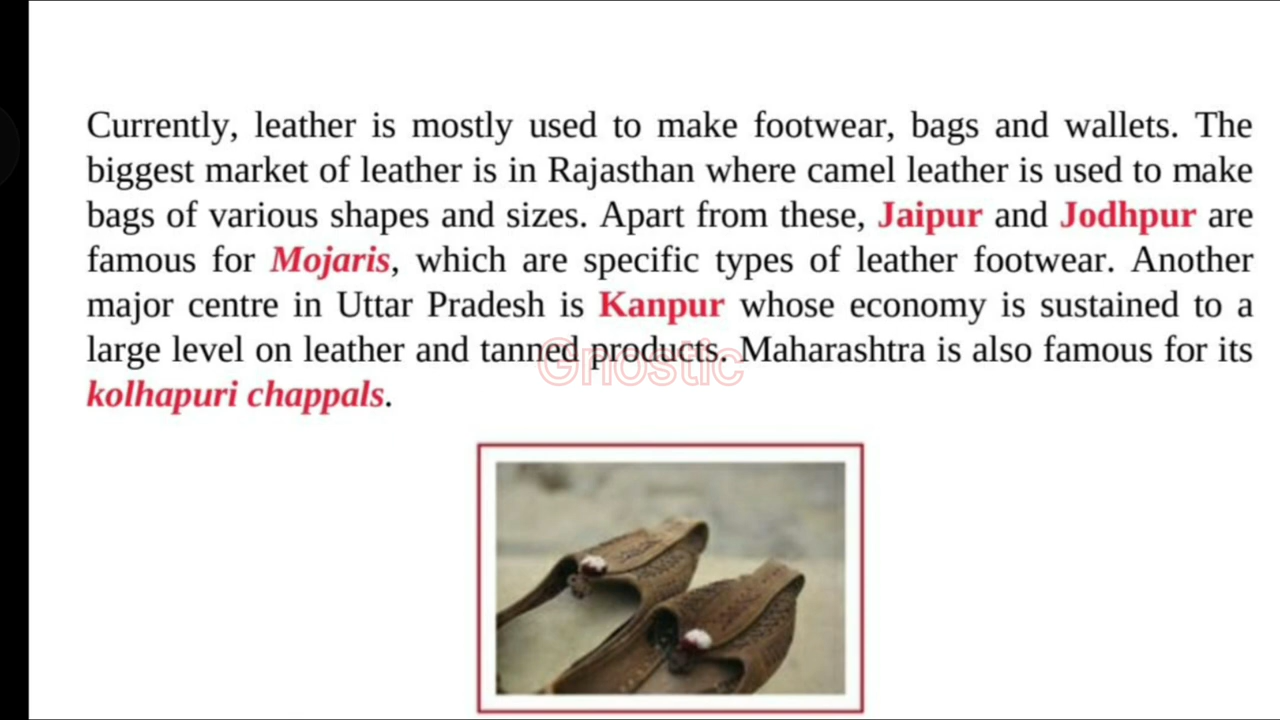 Currently, leather is mostly used to make footwear, bags and wallets. The
biggest market of leather is in Rajasthan where camel leather is used to make
bags of various shapes and sizes. Apart from these, Jaipur and Jodhpur are
famous for Mojaris, which are specific types of leather footwear. Another
major centre in Uttar Pradesh is Kanpur whose economy is sustained to a
large level on leather and tanned products. Maharashtra is also famous for its
Gnostic
kolhapuri chappals.